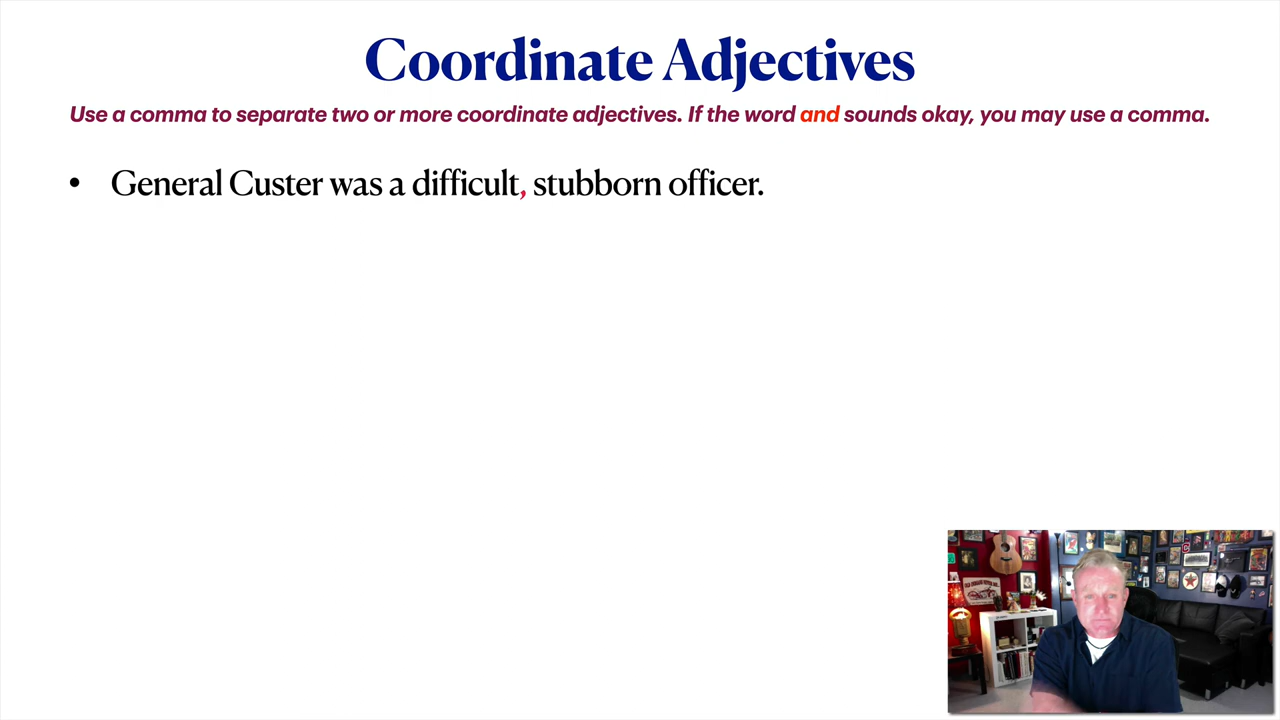 Coordinate Adjectives
Use a comma to separate two or more coordinate adjectives. If the word and sounds okay, you may use a comma.
• General Custer was a difficult, stubborn officer.